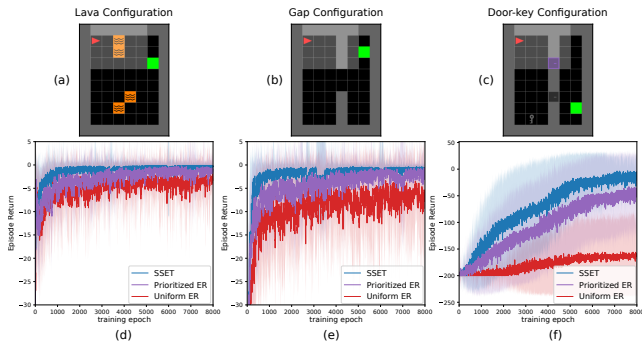 Lava Configuration
Gap Configuration
Door-key Configuration
(a)
(b)
(c)
Episode Return
5
0
−5
−10
−15
−20
−25
−30
0
1000
2000
3000
4000
5000
6000
7000
8000
training epoch
SSET
Prioritized ER
Uniform ER
(d)
Episode Return
5
0
−5
−10
−15
−20
−25
−30
0
1000
2000
3000
4000
5000
6000
7000
8000
training epoch
SSET
Prioritized ER
Uniform ER
(e)
Episode Return
50
0
−50
−100
−150
−200
−250
0
1000
2000
3000
4000
5000
6000
7000
8000
training epoch
SSET
Prioritized ER
Uniform ER
(f)